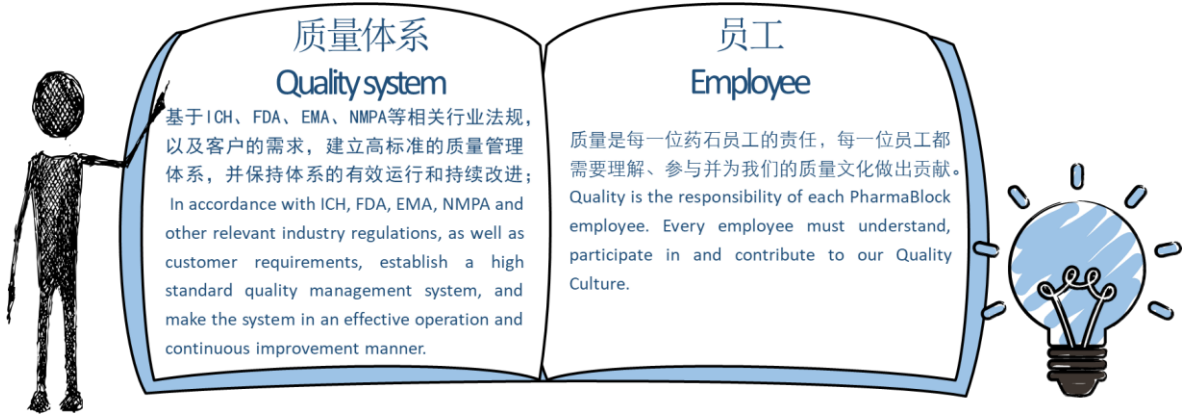 质量体系
Quality system
基于ICH、FDA、EMA、NMPA等相关行业法规，
以及客户的需求，建立高标准的质量管理
体系，并保持体系的有效运行和持续改进；
In accordance with ICH, FDA, EMA, NMPA and
other relevant industry regulations, as well as
customer requirements, establish a high
standard quality management system, and
make the system in an effective operation and
continuous improvement manner.
员工
Employee
质量是每一位药石员工的责任，每一位员工都
需要理解、参与并为我们的质量文化做出贡献。
Quality is the responsibility of each PharmaBlock
employee. Every employee must understand,
participate in and contribute to our Quality
Culture.